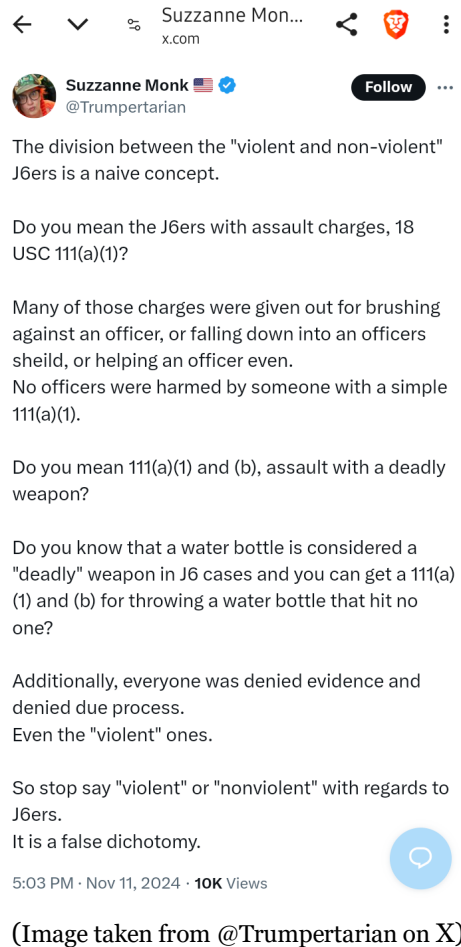 Suzzanne Mon...
x.com
Suzzanne Monk
@Trumpertarian
Follow
The division between the "violent and non-violent"
J6ers is a naive concept.
Do you mean the J6ers with assault charges, 18
USC 111(a)(1)?
Many of those charges were given out for brushing
against an officer, or falling down into an officers
sheild, or helping an officer even.
No officers were harmed by someone with a simple
111(a)(1).
Do you mean 111(a)(1) and (b), assault with a deadly
weapon?
Do you know that a water bottle is considered a
"deadly" weapon in J6 cases and you can get a 111(a)
(1) and (b) for throwing a water bottle that hit no
one?
Additionally, everyone was denied evidence and
denied due process.
Even the "violent" ones.
So stop say "violent" or "nonviolent" with regards to
J6ers.
It is a false dichotomy.
5:03 PM · Nov 11, 2024 · 10K Views
(Image taken from @Trumpertarian on X)